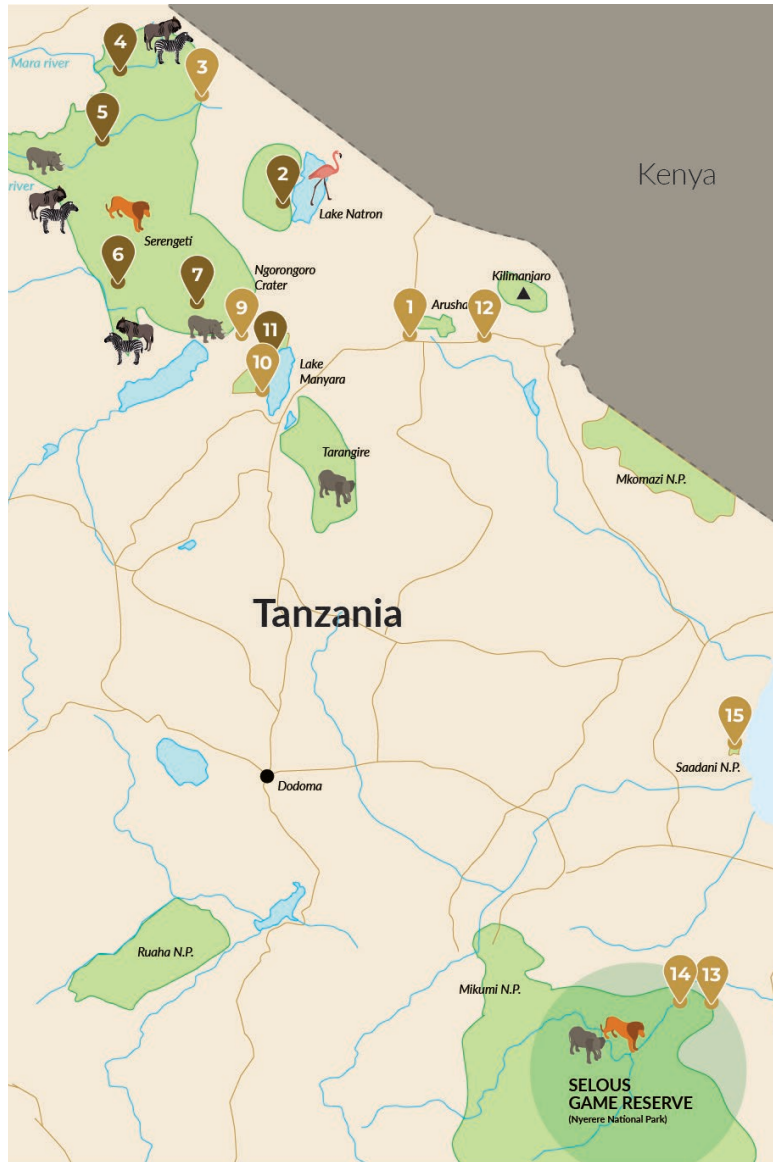 4
3
Mara river
5
2
Kenya
river
Lake Natron
Serengeti
6
7
Ngorongoro
Crater
Kilimanjaro
9
1
Arusha
12
11
10
Lake
Manyara
Tarangire
Mkomazi N.P.
Tanzania
15
Saadani N.P.
Dodoma
Ruaha N.P.
Mikumi N.P.
14
13
SELOUS
GAME RESERVE
(Nyerere National Park)